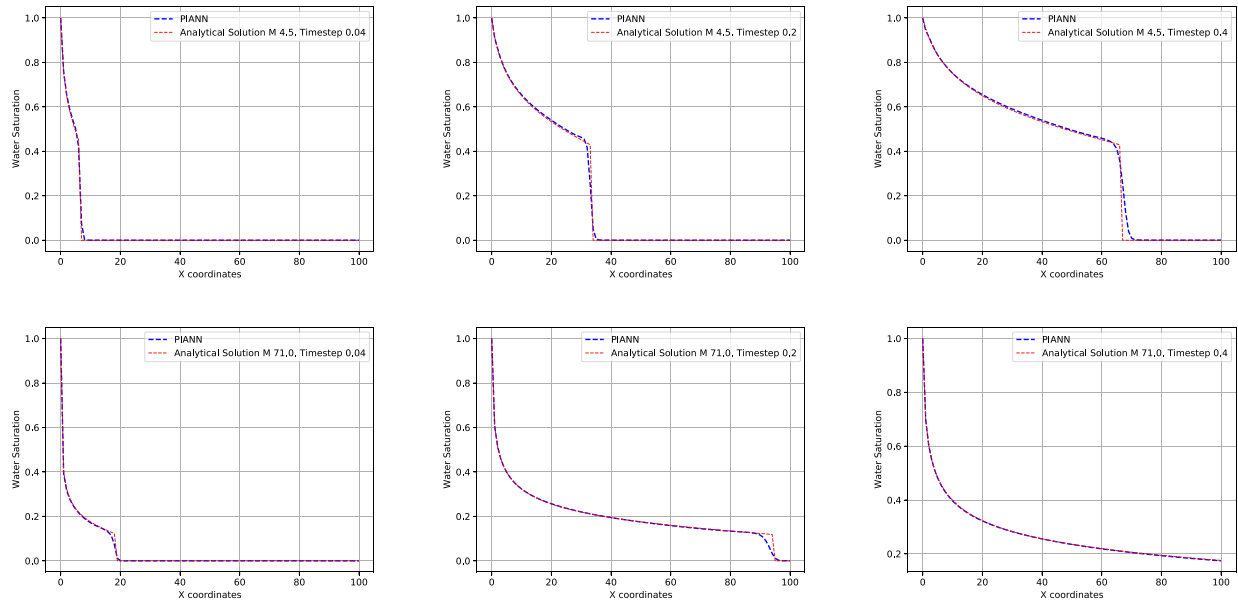 PIANN
Analytical Solution M 4.5, Timestep 0.04
Water Saturation
1.0
0.8
0.6
0.4
0.2
0.0
0 20 40 60 80 100
X coordinates
PIANN
Analytical Solution M 4.5, Timestep 0.2
Water Saturation
1.0
0.8
0.6
0.4
0.2
0.0
0 20 40 60 80 100
X coordinates
PIANN
Analytical Solution M 4.5, Timestep 0.4
Water Saturation
1.0
0.8
0.6
0.4
0.2
0.0
0 20 40 60 80 100
X coordinates
PIANN
Analytical Solution M 71.0, Timestep 0.04
Water Saturation
1.0
0.8
0.6
0.4
0.2
0.0
0 20 40 60 80 100
X coordinates
PIANN
Analytical Solution M 71.0, Timestep 0.2
Water Saturation
1.0
0.8
0.6
0.4
0.2
0.0
0 20 40 60 80 100
X coordinates
PIANN
Analytical Solution M 71.0, Timestep 0.4
Water Saturation
1.0
0.8
0.6
0.4
0.2
0 20 40 60 80 100
X coordinates